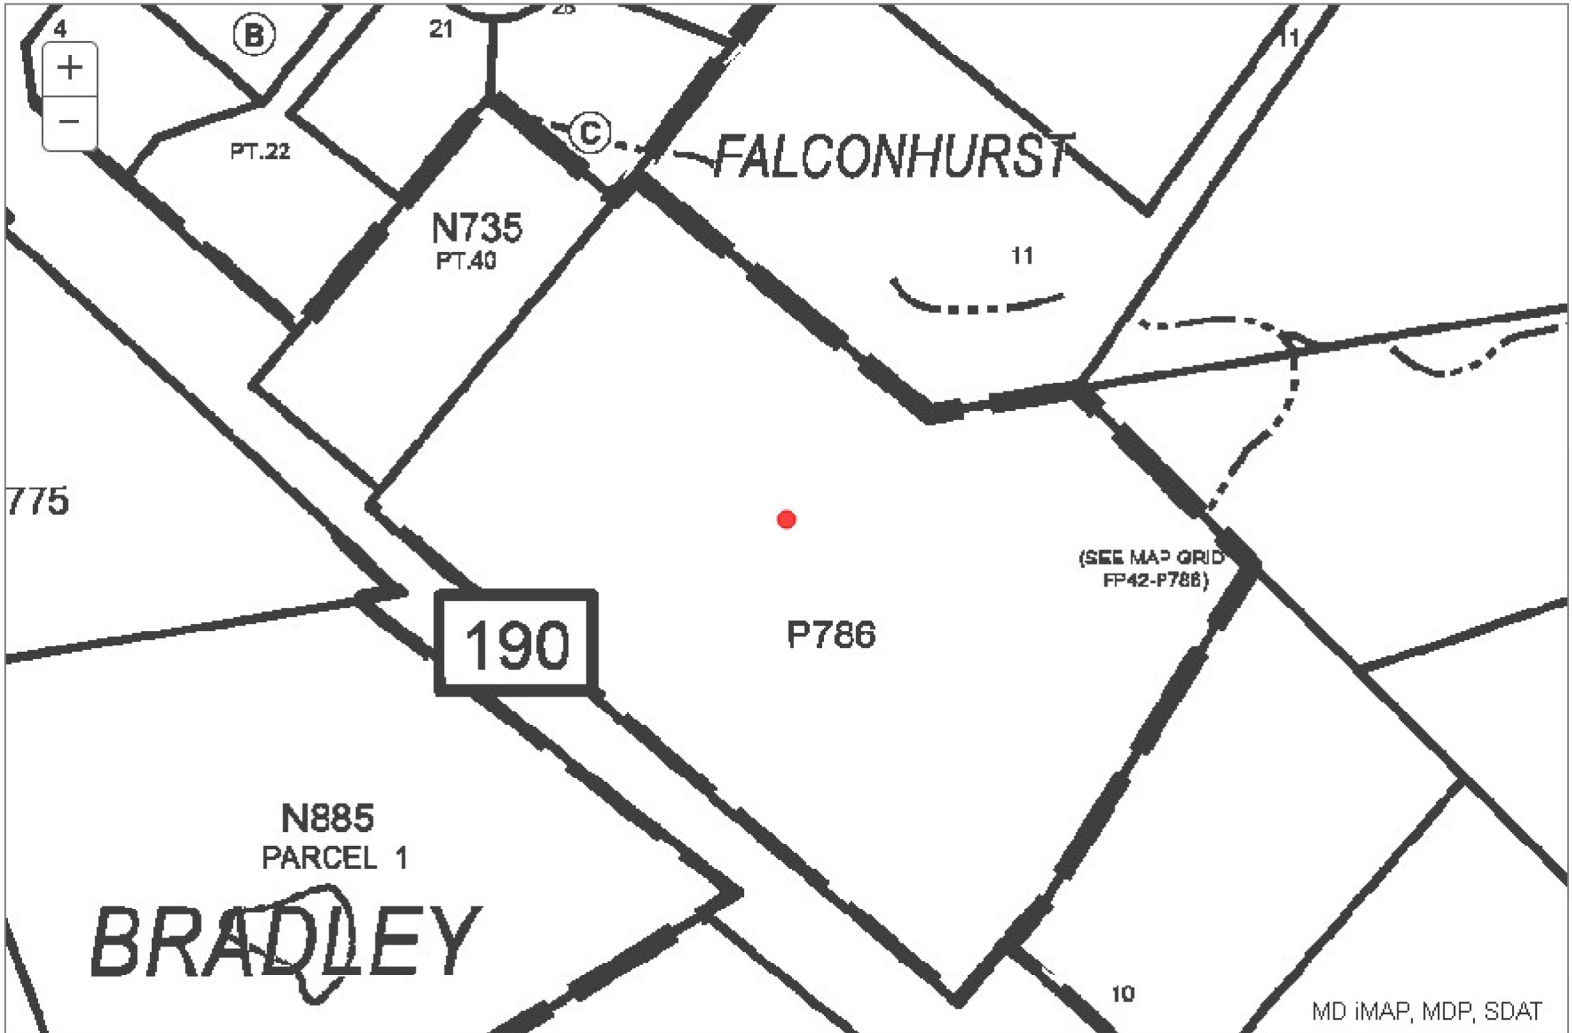 4
B
21
28
11
+
−
C
PT.22
FALCONHURST
N735
PT.40
11
775
(SEE MAP GRID
FP42-P786)
P786
190
N885
PARCEL 1
BRADLEY
10
MD iMAP, MDP, SDAT